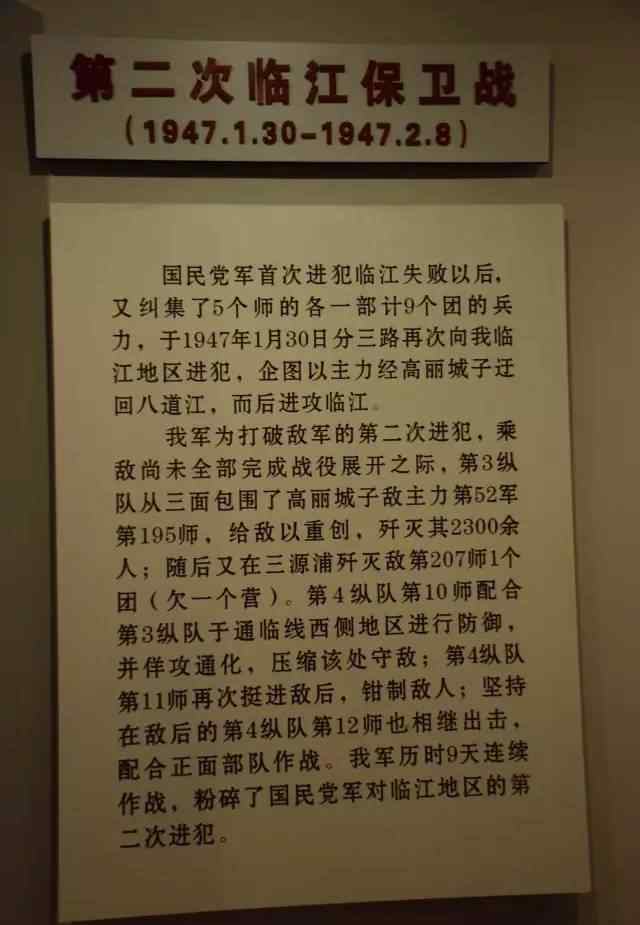 第二次临江保卫战
（1947.1.30-1947.2.8）
国民党军首次进犯临江失败以后，
又纠集了5个师的各一部计9个团的兵
力，于1947年1月30日分三路再次向我临
江地区进犯，企图以主力经高丽城子迂
回八道江，而后进攻临江。
我军为打破敌军的第二次进犯，乘
敌尚未全部完成战役展开之际，第3纵
队从三面包围了高丽城子敌主力第52军
第195师，给敌以重创，歼灭其2300余
人；随后又在三源浦歼灭敌第207师1个
团（欠一个营）。第4纵队第10师配合
第3纵队于通临线西侧地区进行防御，
并佯攻通化，压缩该处守敌；第4纵队
第11师再次挺进敌后，钳制敌人；坚持
在敌后的第4纵队第12师也相继出击，
配合正面部队作战。我军历时9天连续
作战，粉碎了国民党军对临江地区的第
二次进犯。